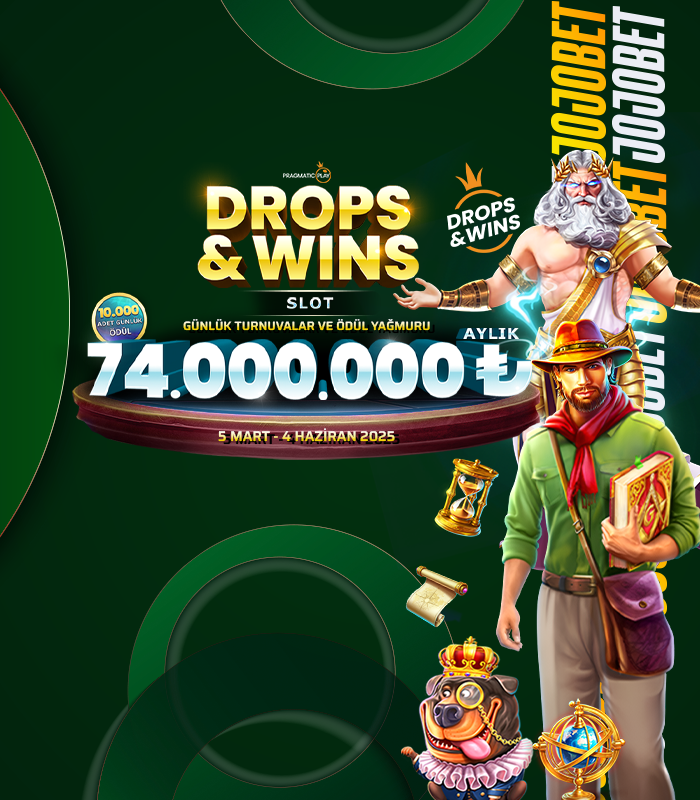 JOJOBET
JOJOBET
PRAGMATIC PLAY
DROPS
& WINS
DROPS
& WINS
SLOT
10.000
ADET GÜNLÜK
ÖDÜL
GÜNLÜK TURNUVALAR VE ÖDÜL YAĞMURU
AYLIK
74.000.000 ₺
5 MART - 4 HAZİRAN 2025